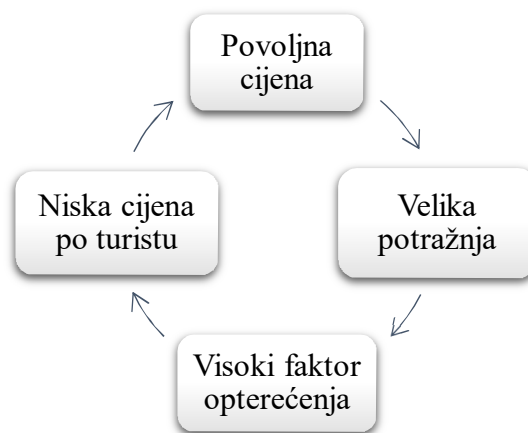 Povoljna
cijena
Velika
potražnja
Visoki faktor
opterećenja
Niska cijena
po turistu